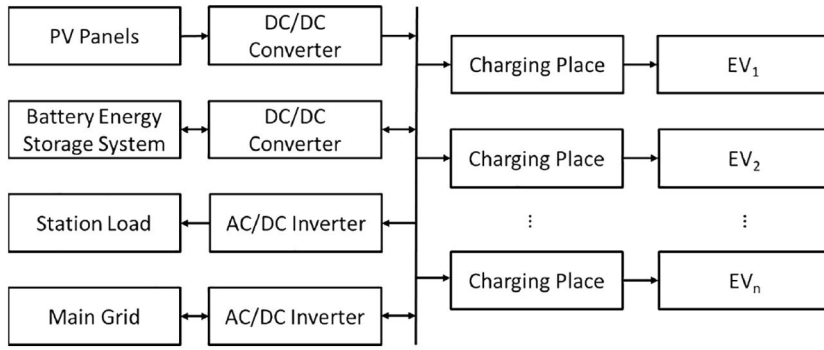 PV Panels
DC/DC
Converter
Charging Place
EV₁
Battery Energy
Storage System
DC/DC
Converter
Charging Place
EV₂
Station Load
AC/DC Inverter
⋮
⋮
Charging Place
EVₙ
Main Grid
AC/DC Inverter